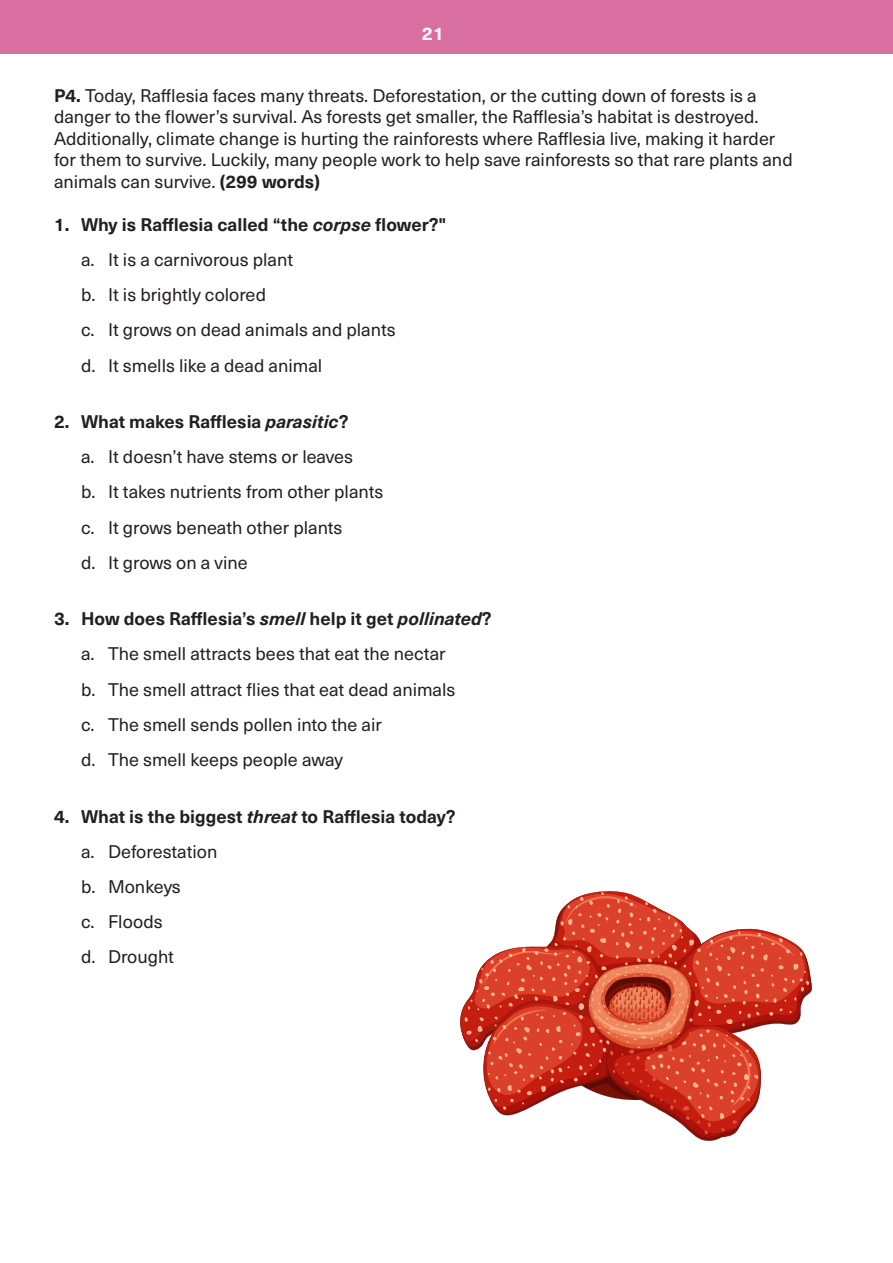 21
P4. Today, Rafflesia faces many threats. Deforestation, or the cutting down of forests is a
danger to the flower’s survival. As forests get smaller, the Rafflesia’s habitat is destroyed.
Additionally, climate change is hurting the rainforests where Rafflesia live, making it harder
for them to survive. Luckily, many people work to help save rainforests so that rare plants and
animals can survive. (299 words)
1. Why is Rafflesia called “the corpse flower?"
a. It is a carnivorous plant
b. It is brightly colored
c. It grows on dead animals and plants
d. It smells like a dead animal
2. What makes Rafflesia parasitic?
a. It doesn’t have stems or leaves
b. It takes nutrients from other plants
c. It grows beneath other plants
d. It grows on a vine
3. How does Rafflesia’s smell help it get pollinated?
a. The smell attracts bees that eat the nectar
b. The smell attract flies that eat dead animals
c. The smell sends pollen into the air
d. The smell keeps people away
4. What is the biggest threat to Rafflesia today?
a. Deforestation
b. Monkeys
c. Floods
d. Drought